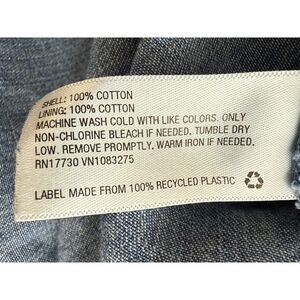 SHELL: 100% COTTON
LINING: 100% COTTON
MACHINE WASH COLD WITH LIKE COLORS. ONLY
NON-CHLORINE BLEACH IF NEEDED. TUMBLE DRY
LOW. REMOVE PROMPTLY. WARM IRON IF NEEDED.
RN17730 VN1083275
LABEL MADE FROM 100% RECYCLED PLASTIC